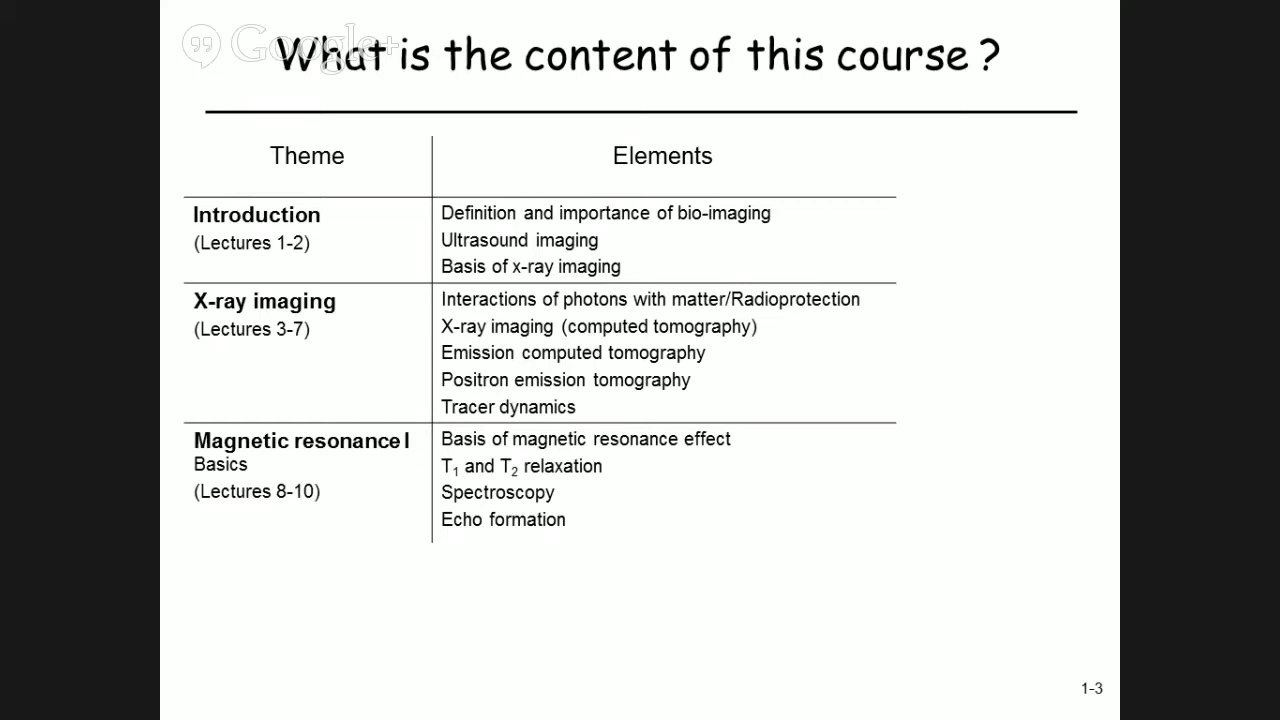 Google+
What is the content of this course ?
Theme Elements
Introduction
(Lectures 1-2)
Definition and importance of bio-imaging
Ultrasound imaging
Basis of x-ray imaging
X-ray imaging
(Lectures 3-7)
Interactions of photons with matter/Radioprotection
X-ray imaging (computed tomography)
Emission computed tomography
Positron emission tomography
Tracer dynamics
Magnetic resonance I
Basics
(Lectures 8-10)
Basis of magnetic resonance effect
T₁ and T₂ relaxation
Spectroscopy
Echo formation
1-3